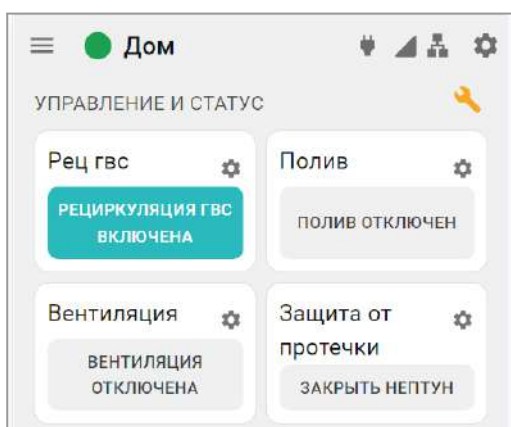 Дом
УПРАВЛЕНИЕ И СТАТУС
Рец гвс
РЕЦИРКУЛЯЦИЯ ГВС
ВКЛЮЧЕНА
Полив
ПОЛИВ ОТКЛЮЧЕН
Вентиляция
ВЕНТИЛЯЦИЯ
ОТКЛЮЧЕНА
Защита от
протечки
ЗАКРЫТЬ НЕПТУН